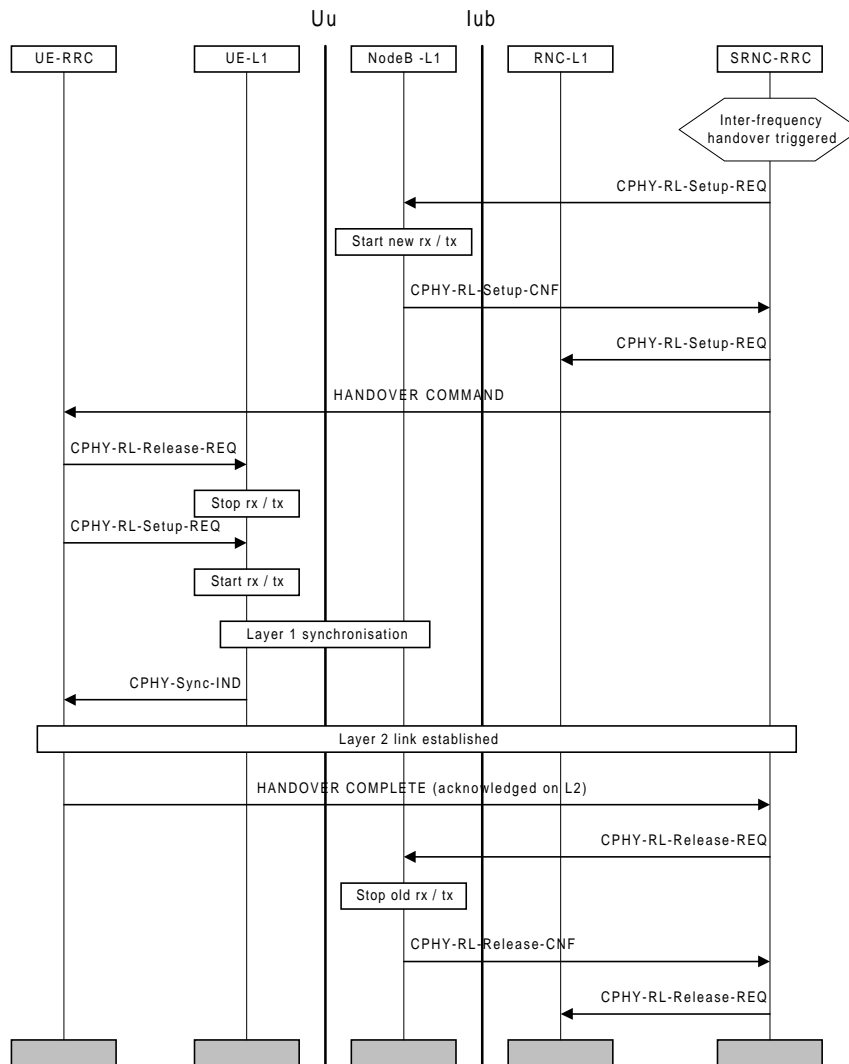 Uu Iub
UE-RRC UE-L1 NodeB -L1 RNC-L1 SRNC-RRC
Inter-frequency
handover triggered
CPHY-RL-Setup-REQ
Start new rx / tx
CPHY-RL-Setup-CNF
CPHY-RL-Setup-REQ
HANDOVER COMMAND
CPHY-RL-Release-REQ
Stop rx / tx
CPHY-RL-Setup-REQ
Start rx / tx
Layer 1 synchronisation
CPHY-Sync-IND
Layer 2 link established
HANDOVER COMPLETE (acknowledged on L2)
CPHY-RL-Release-REQ
Stop old rx / tx
CPHY-RL-Release-CNF
CPHY-RL-Release-REQ